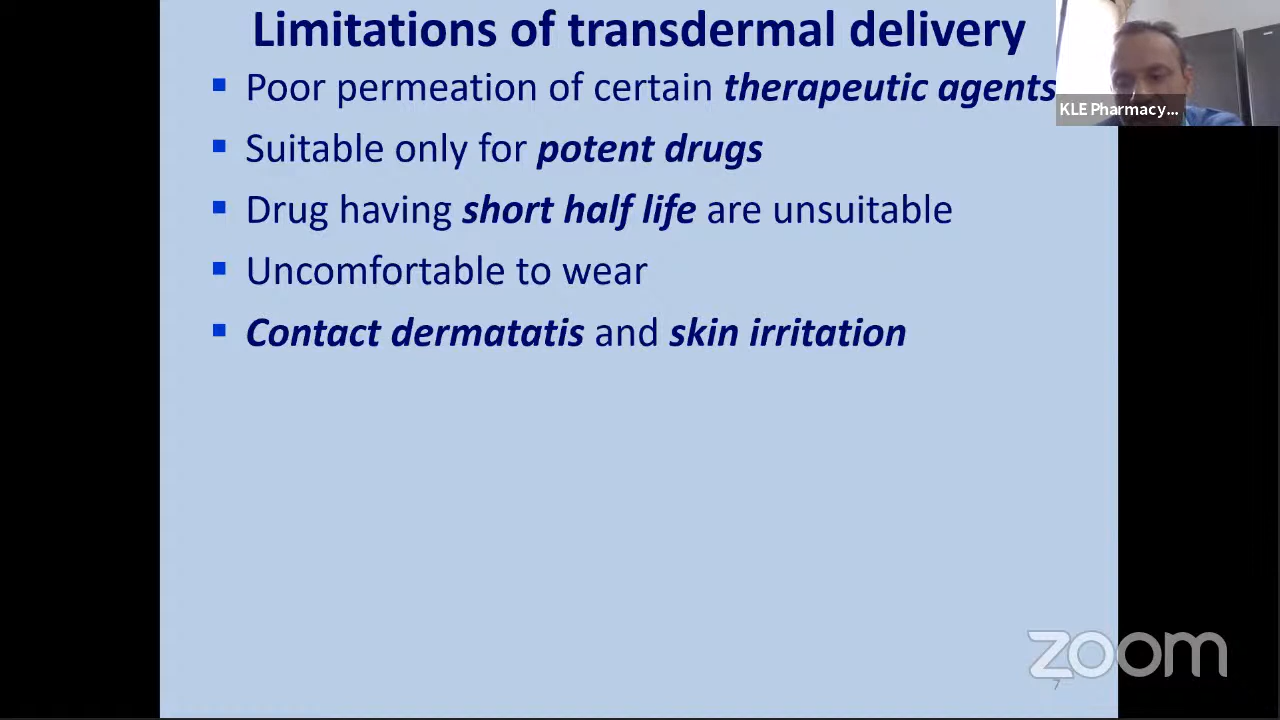 Limitations of transdermal delivery
▪ Poor permeation of certain therapeutic agents
▪ Suitable only for potent drugs
▪ Drug having short half life are unsuitable
▪ Uncomfortable to wear
▪ Contact dermatatis and skin irritation
KLE Pharmacy...
zoom
7